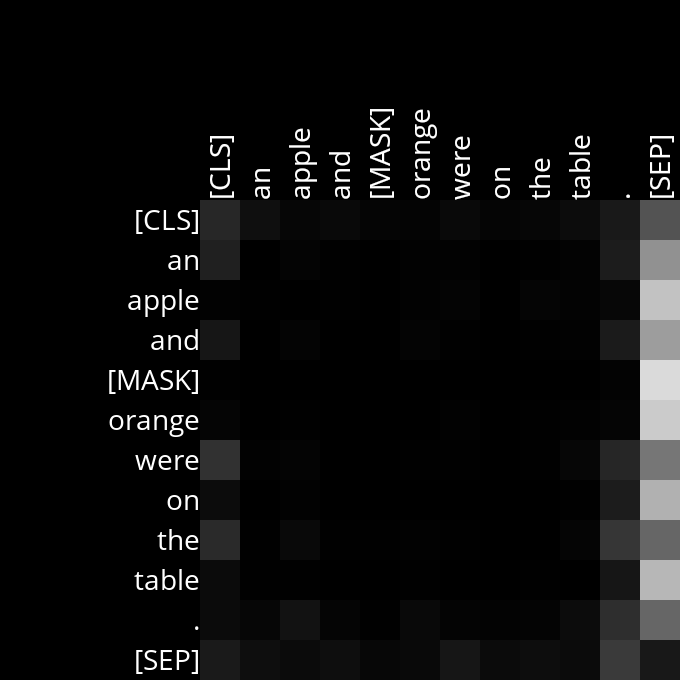 [CLS] an apple and [MASK] orange were on the table . [SEP]
[CLS]
an
apple
and
[MASK]
orange
were
on
the
table
.
[SEP]